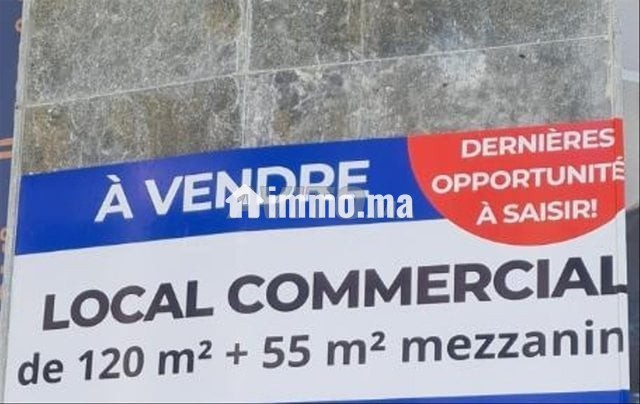 À VENDRE
immo.ma
DERNIÈRES
OPPORTUNITÉ
À SAISIR!
LOCAL COMMERCIAL
de 120 m² + 55 m² mezzanin